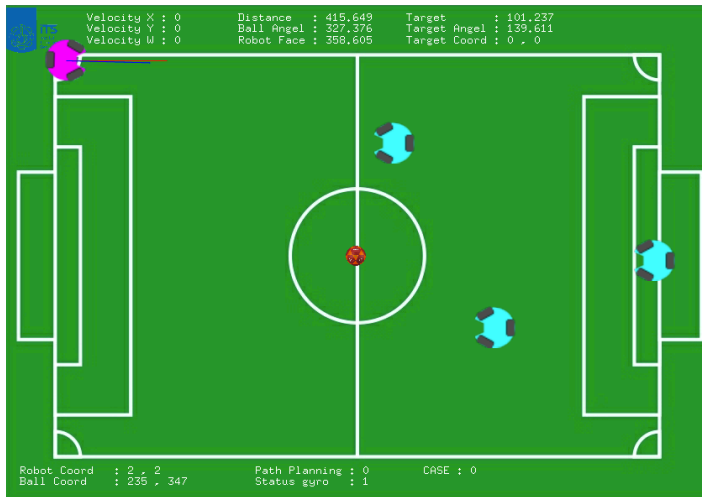 Velocity X : 0 Distance : 415.649 Target : 101.237
Velocity Y : 0 Ball Angel : 327.376 Target Angel : 139.611
Velocity W : 0 Robot Face : 358.605 Target Coord : 0 , 0
ITS
Robot Coord : 2 , 2 Path Planning : 0 CASE : 0
Ball Coord : 235 , 347 Status gyro : 1